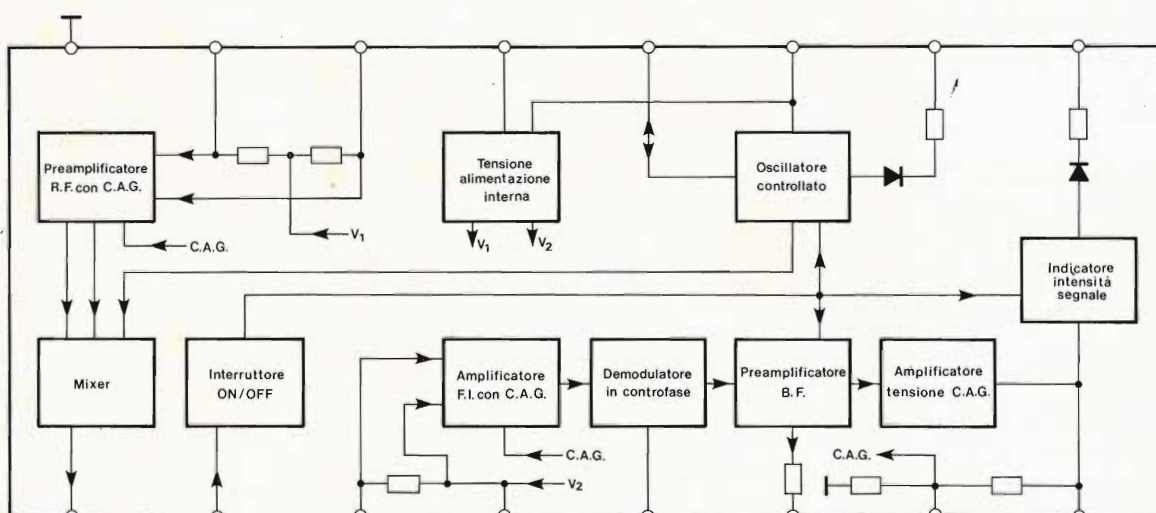 Preamplificatore
R.F. con C.A.G.
Tensione
alimentazione
interna
Oscillatore
controllato
V1
C.A.G.
V1
V2
Indicatore
intensità
segnale
Mixer
Interruttore
ON/OFF
Amplificatore
F.I. con C.A.G.
Demodulatore
in controfase
Preamplificatore
B.F.
Amplificatore
tensione C.A.G.
C.A.G.
V2
C.A.G.